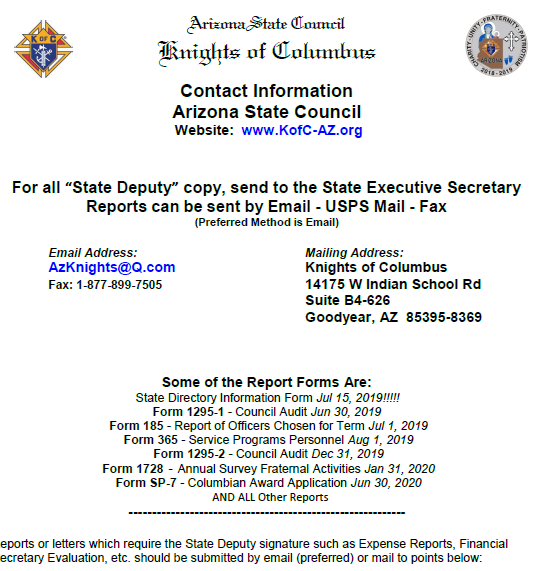 Arizona State Council
Knights of Columbus
K OF C
CHARITY-UNITY-FRATERNITY-PATRIOTISM
ARIZONA
2018 - 2019
Contact Information
Arizona State Council
Website: www.KofC-AZ.org
For all “State Deputy” copy, send to the State Executive Secretary
Reports can be sent by Email - USPS Mail - Fax
(Preferred Method is Email)
Email Address:
AzKnights@Q.com
Fax: 1-877-899-7505
Mailing Address:
Knights of Columbus
14175 W Indian School Rd
Suite B4-626
Goodyear, AZ 85395-8369
Some of the Report Forms Are:
State Directory Information Form Jul 15, 2019!!!!!
Form 1295-1 - Council Audit Jun 30, 2019
Form 185 - Report of Officers Chosen for Term Jul 1, 2019
Form 365 - Service Programs Personnel Aug 1, 2019
Form 1295-2 - Council Audit Dec 31, 2019
Form 1728 - Annual Survey Fraternal Activities Jan 31, 2020
Form SP-7 - Columbian Award Application Jun 30, 2020
AND ALL Other Reports
-----------------------------------------------------------
eports or letters which require the State Deputy signature such as Expense Reports, Financial
ecretary Evaluation, etc. should be submitted by email (preferred) or mail to points below: